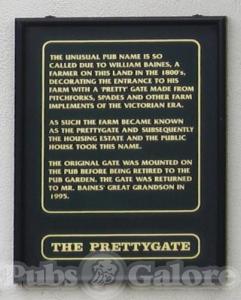 THE UNUSUAL PUB NAME IS SO
CALLED DUE TO WILLIAM BAINES, A
FARMER ON THIS LAND IN THE 1800's,
DECORATING THE ENTRANCE TO HIS
FARM WITH A 'PRETTY' GATE MADE FROM
PITCHFORKS, SPADES AND OTHER FARM
IMPLEMENTS OF THE VICTORIAN ERA.
AS SUCH THE FARM BECAME KNOWN
AS THE PRETTYGATE AND SUBSEQUENTLY
THE HOUSING ESTATE AND THE PUBLIC
HOUSE TOOK THIS NAME.
THE ORIGINAL GATE WAS MOUNTED ON
THE PUB BEFORE BEING RETIRED TO THE
PUB GARDEN. THE GATE WAS RETURNED
TO MR. BAINES' GREAT GRANDSON IN
1995.
THE PRETTYGATE
Pubs Galore